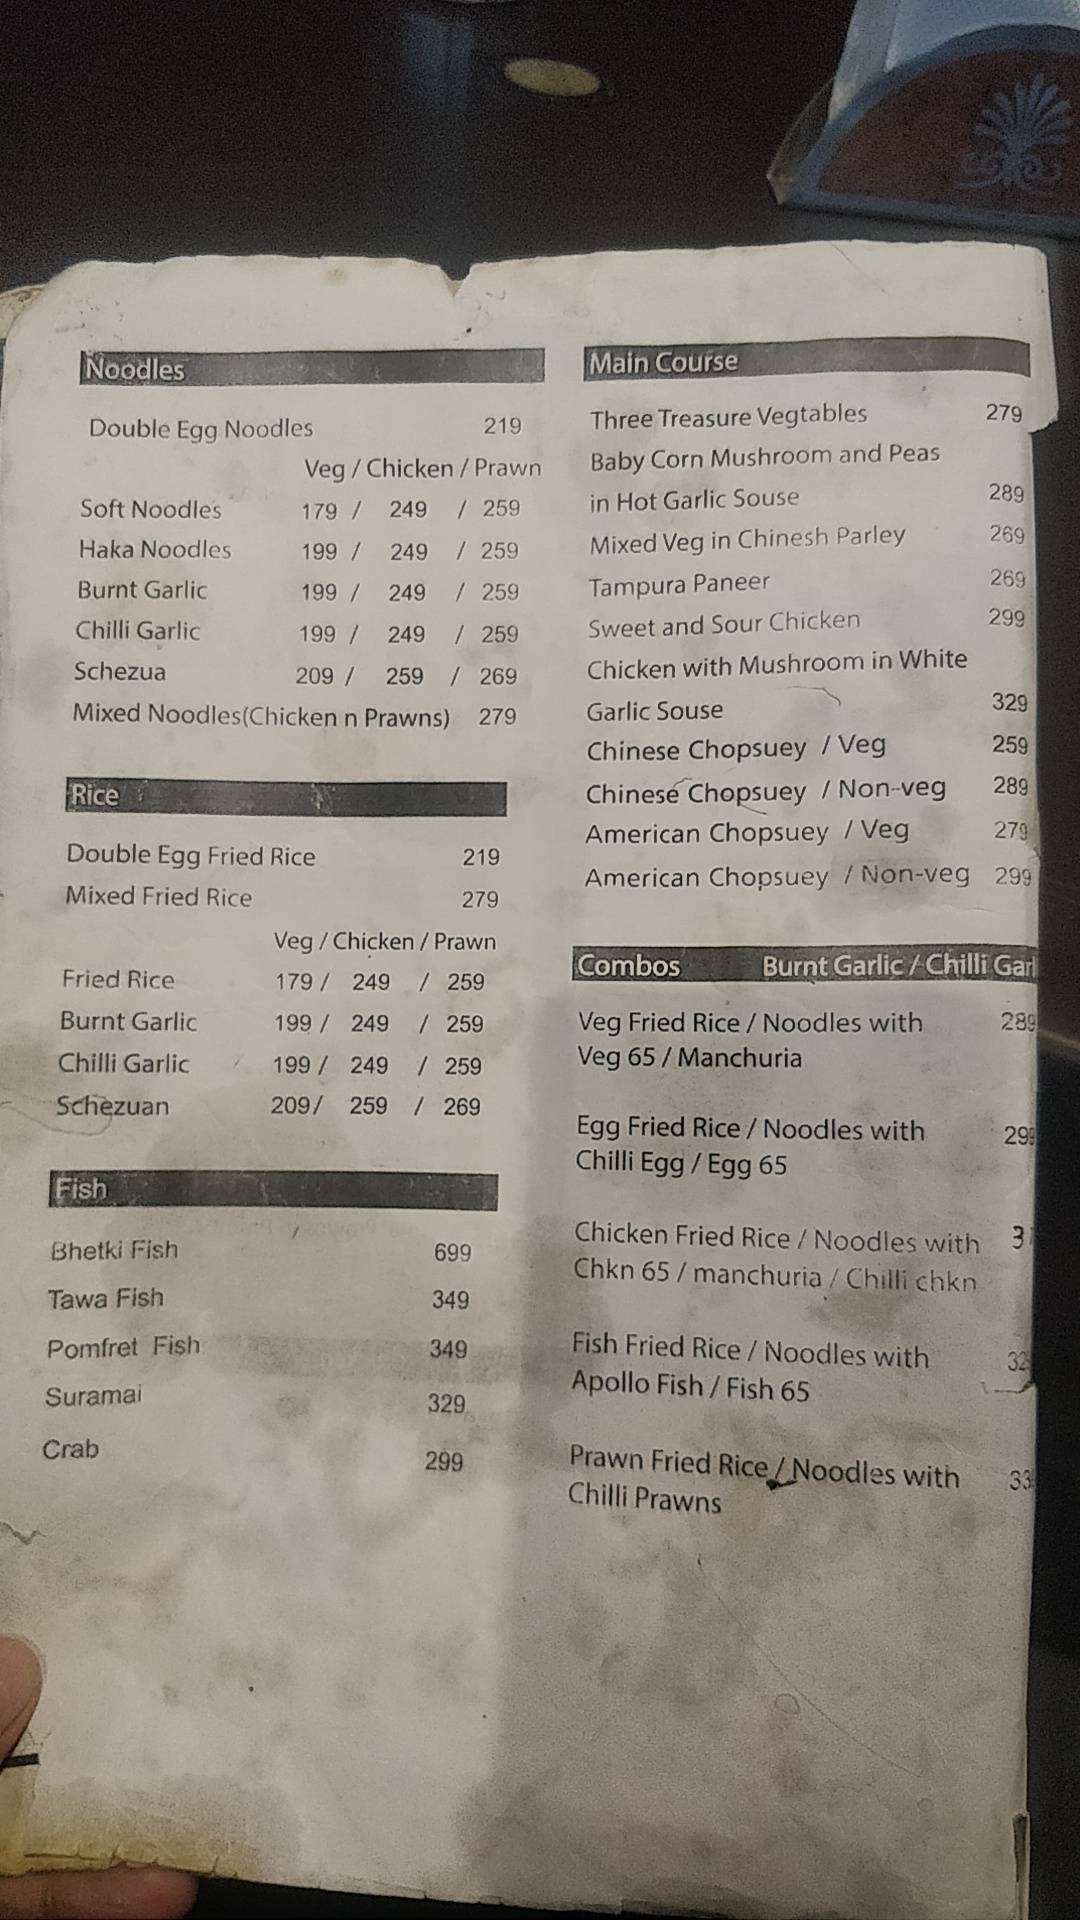 Noodles
Double Egg Noodles 219
Veg / Chicken / Prawn
Soft Noodles 179 / 249 / 259
Haka Noodles 199 / 249 / 259
Burnt Garlic 199 / 249 / 259
Chilli Garlic 199 / 249 / 259
Schezua 209 / 259 / 269
Mixed Noodles(Chicken n Prawns) 279
Rice
Double Egg Fried Rice 219
Mixed Fried Rice 279
Veg / Chicken / Prawn
Fried Rice 179 / 249 / 259
Burnt Garlic 199 / 249 / 259
Chilli Garlic 199 / 249 / 259
Schezuan 209/ 259 / 269
Fish
Bhetki Fish 699
Tawa Fish 349
Pomfret Fish 349
Suramai 329
Crab 299
Main Course
Three Treasure Vegtables 279
Baby Corn Mushroom and Peas
in Hot Garlic Souse 289
Mixed Veg in Chinesh Parley 269
Tampura Paneer 269
Sweet and Sour Chicken 299
Chicken with Mushroom in White
Garlic Souse 329
Chinese Chopsuey / Veg 259
Chinese Chopsuey / Non-veg 289
American Chopsuey / Veg 279
American Chopsuey / Non-veg 299
Combos Burnt Garlic / Chilli Garl
Veg Fried Rice / Noodles with 289
Veg 65 / Manchuria
Egg Fried Rice / Noodles with
Chilli Egg / Egg 65
Chicken Fried Rice / Noodles with
Chkn 65 / manchuria / Chilli chkn
Fish Fried Rice / Noodles with
Apollo Fish / Fish 65
Prawn Fried Rice / Noodles with
Chilli Prawns